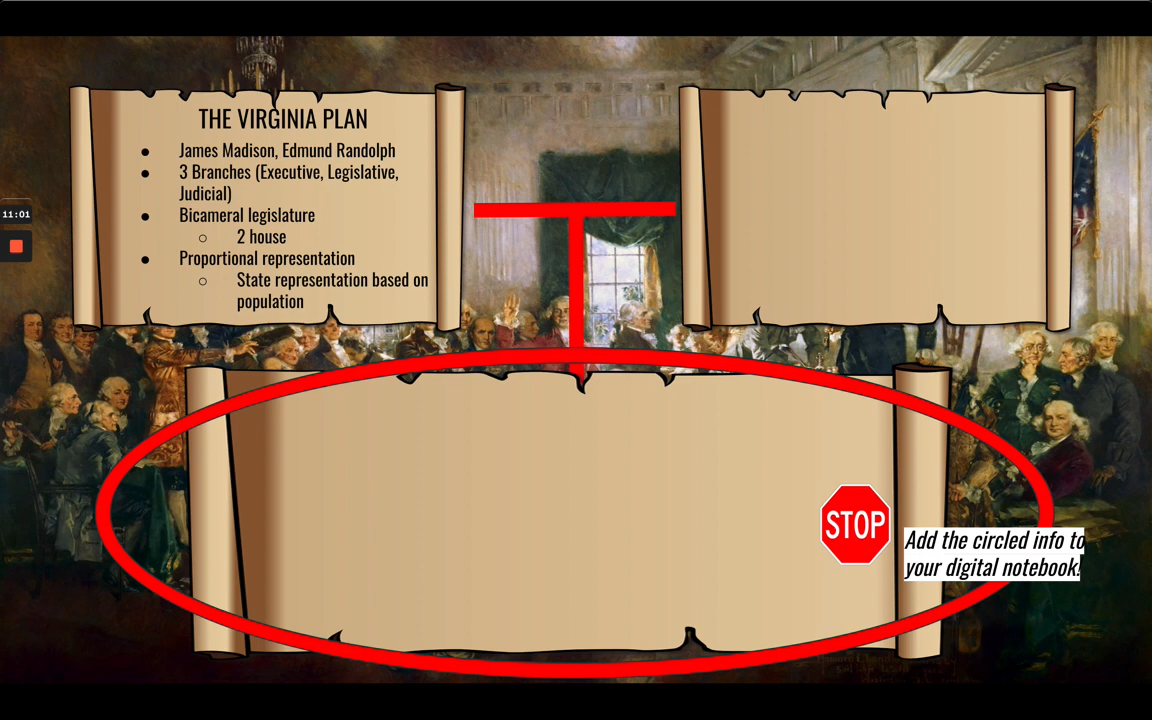 THE VIRGINIA PLAN
● James Madison, Edmund Randolph
● 3 Branches (Executive, Legislative,
Judicial)
● Bicameral legislature
○ 2 house
● Proportional representation
○ State representation based on
population
11:01
STOP
Add the circled info to
your digital notebook!